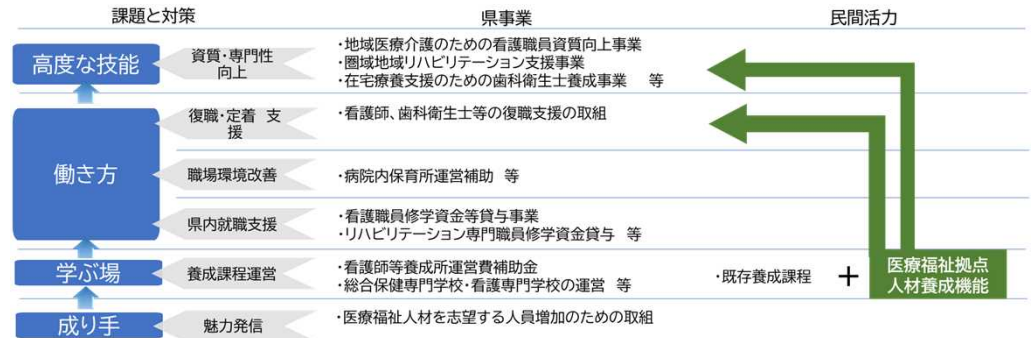 課題と対策
県事業
民間活力
高度な技能
資質・専門性
向上
・地域医療介護のための看護職員資質向上事業
・圏域地域リハビリテーション支援事業
・在宅療養支援のための歯科衛生士養成事業　等
働き方
復職・定着　支
援
・看護師、歯科衛生士等の復職支援の取組
職場環境改善
・病院内保育所運営補助　等
県内就職支援
・看護職員修学資金等貸与事業
・リハビリテーション専門職員修学資金貸与　等
学ぶ場
養成課程運営
・看護師等養成所運営費補助金
・総合保健専門学校・看護専門学校の運営　等
・既存養成課程
+
医療福祉拠点
人材養成機能
成り手
魅力発信
・医療福祉人材を志望する人員増加のための取組